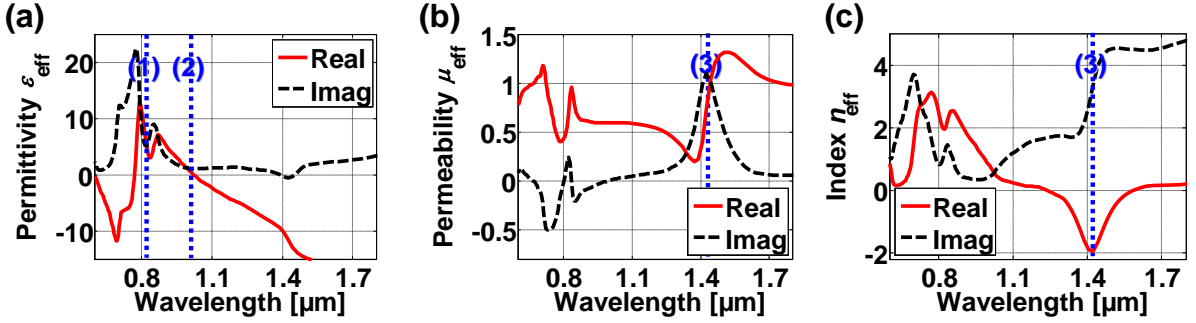 (a)
Permittivity ε_eff
20
10
0
-10
0.8
1.1
1.4
1.7
Wavelength [µm]
(1)
(2)
Real
Imag
(b)
Permeability μ_eff
1.5
1
0.5
0
-0.5
0.8
1.1
1.4
1.7
Wavelength [µm]
(3)
Real
Imag
(c)
Index n_eff
4
2
0
-2
0.8
1.1
1.4
1.7
Wavelength [µm]
(3)
Real
Imag